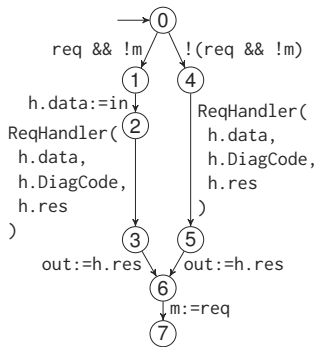 0
req && !m
!(req && !m)
1
4
h.data:=in
2
ReqHandler(
h.data,
h.DiagCode,
h.res
)
ReqHandler(
h.data,
h.DiagCode,
h.res
)
3
5
out:=h.res
out:=h.res
6
m:=req
7